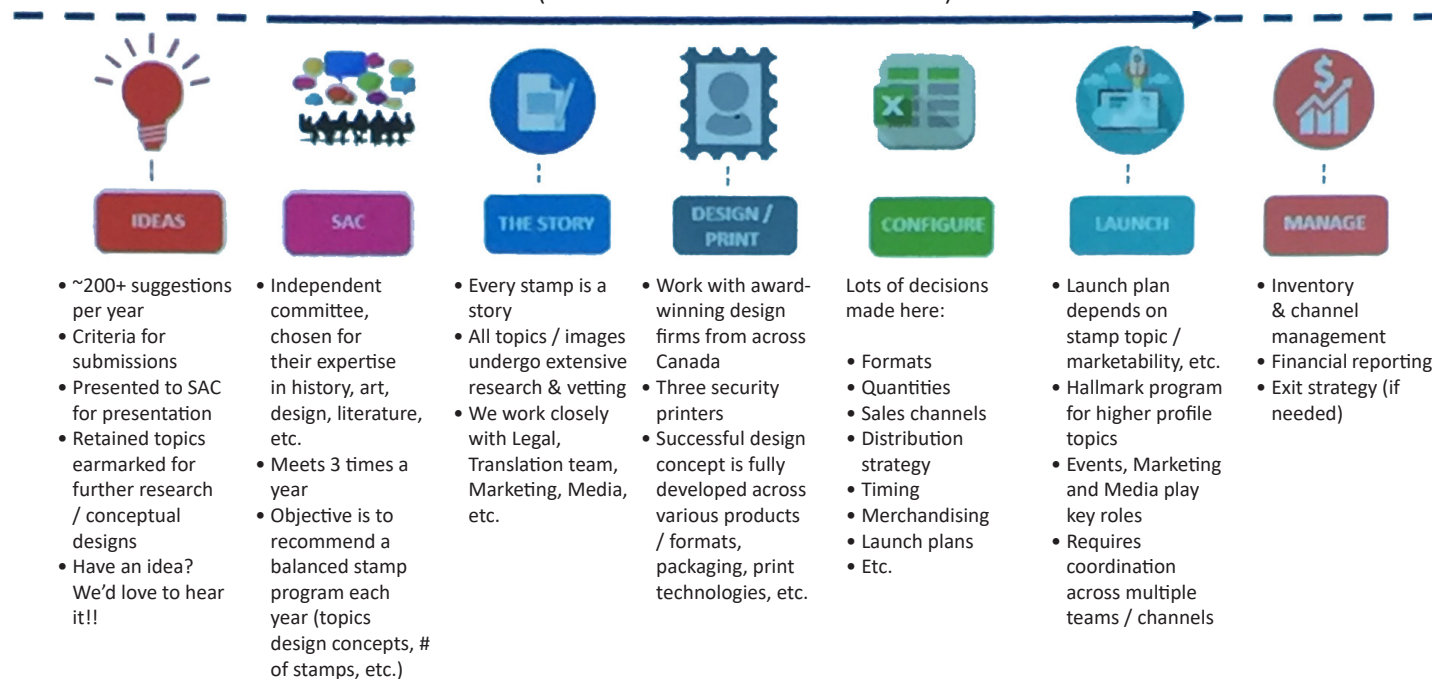 IDEAS
• ~200+ suggestions
per year
• Criteria for
submissions
• Presented to SAC
for presentation
• Retained topics
earmarked for
further research
/ conceptual
designs
• Have an idea?
We’d love to hear
it!!
SAC
• Independent
committee,
chosen for
their expertise
in history, art,
design, literature,
etc.
• Meets 3 times a
year
• Objective is to
recommend a
balanced stamp
program each
year (topics
design concepts, #
of stamps, etc.)
THE STORY
• Every stamp is a
story
• All topics / images
undergo extensive
research & vetting
• We work closely
with Legal,
Translation team,
Marketing, Media,
etc.
DESIGN /
PRINT
• Work with award-
winning design
firms from across
Canada
• Three security
printers
• Successful design
concept is fully
developed across
various products
/ formats,
packaging, print
technologies, etc.
X
CONFIGURE
Lots of decisions
made here:
• Formats
• Quantities
• Sales channels
• Distribution
strategy
• Timing
• Merchandising
• Launch plans
• Etc.
LAUNCH
• Launch plan
depends on
stamp topic /
marketability, etc.
• Hallmark program
for higher profile
topics
• Events, Marketing
and Media play
key roles
• Requires
coordination
across multiple
teams / channels
$
MANAGE
• Inventory
& channel
management
• Financial reporting
• Exit strategy (if
needed)